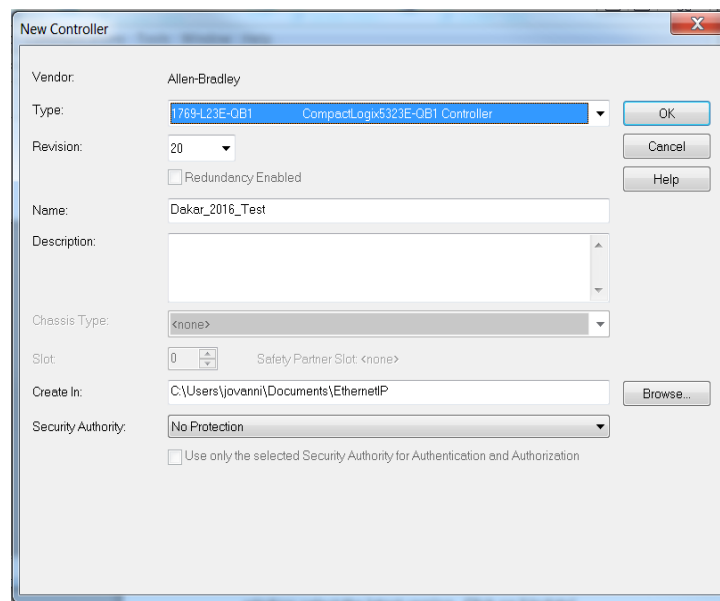 New Controller
Vendor: Allen-Bradley
Type: 1769-L23E-QB1 CompactLogix5323E-QB1 Controller OK
Revision: 20 Cancel
Redundancy Enabled Help
Name: Dakar_2016_Test
Description:
Chassis Type: <none>
Slot: 0 Safety Partner Slot: <none>
Create In: C:\Users\jovanni\Documents\EthernetIP Browse...
Security Authority: No Protection
Use only the selected Security Authority for Authentication and Authorization